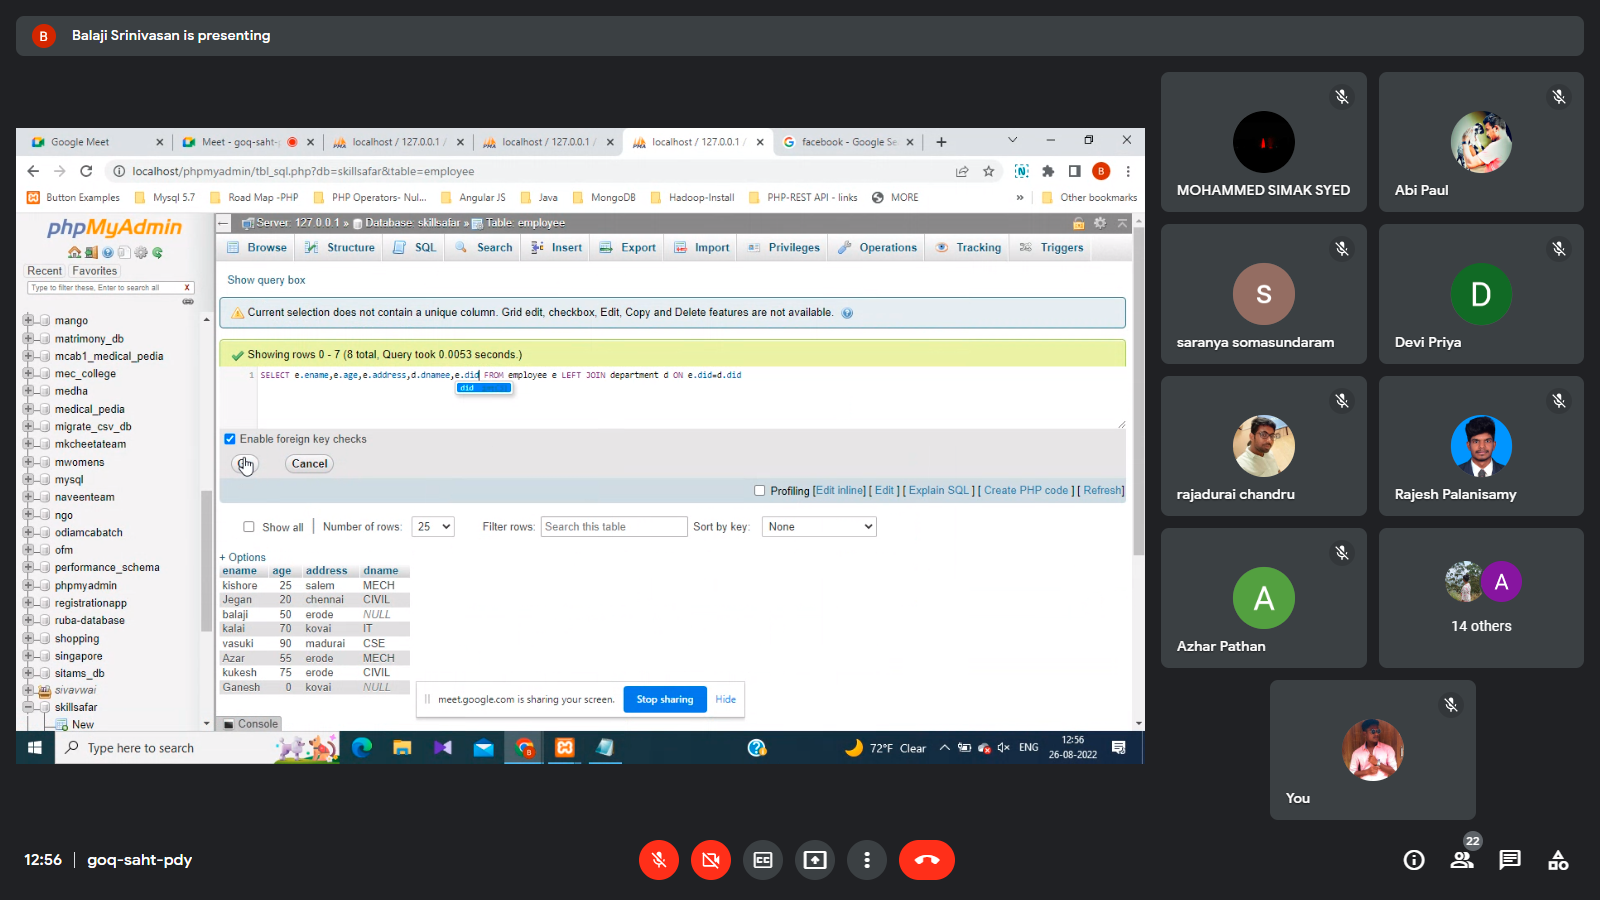 B Balaji Srinivasan is presenting
Google Meet
Meet - goq-saht-
localhost / 127.0.0.1 /
localhost / 127.0.0.1 /
localhost / 127.0.0.1 /
facebook - Google Se
localhost/phpmyadmin/tbl_sql.php?db=skillsafar&table=employee
B
Button Examples
Mysql 5.7
Road Map -PHP
PHP Operators- Nul...
Angular JS
Java
MongoDB
Hadoop-Install
PHP-REST API - links
MORE
»
Other bookmarks
phpMyAdmin
Recent
Favorites
Type to filter these, Enter to search all
X
mango
matrimony_db
mcab1_medical_pedia
mec_college
medha
medical_pedia
migrate_csv_db
mkcheetateam
mwomens
mysql
naveenteam
ngo
odiamcabatch
ofm
performance_schema
phpmyadmin
registrationapp
ruba-database
shopping
singapore
sitams_db
sivavwai
skillsafar
New
Server: 127.0.0.1 » Database: skillsafar » Table: employee
Browse
Structure
SQL
Search
Insert
Export
Import
Privileges
Operations
Tracking
Triggers
Show query box
Current selection does not contain a unique column. Grid edit, checkbox, Edit, Copy and Delete features are not available.
Showing rows 0 - 7 (8 total, Query took 0.0053 seconds.)
1 SELECT e.ename,e.age,e.address,d.dnamee,e.did FROM employee e LEFT JOIN department d ON e.did=d.did
did
Enable foreign key checks
Cancel
Profiling [Edit inline] [ Edit ] [ Explain SQL ] [ Create PHP code ] [ Refresh]
Show all
Number of rows: 25
Filter rows: Search this table
Sort by key: None
+ Options
ename age address dname
kishore 25 salem MECH
Jegan 20 chennai CIVIL
balaji 50 erode NULL
kalai 70 kovai IT
vasuki 90 madurai CSE
Azar 55 erode MECH
kukesh 75 erode CIVIL
Ganesh 0 kovai NULL
meet.google.com is sharing your screen.
Stop sharing
Hide
Console
Type here to search
72°F Clear
ENG
12:56
26-08-2022
MOHAMMED SIMAK SYED
Abi Paul
S
saranya somasundaram
D
Devi Priya
rajadurai chandru
Rajesh Palanisamy
A
Azhar Pathan
A
14 others
You
12:56 | goq-saht-pdy
22